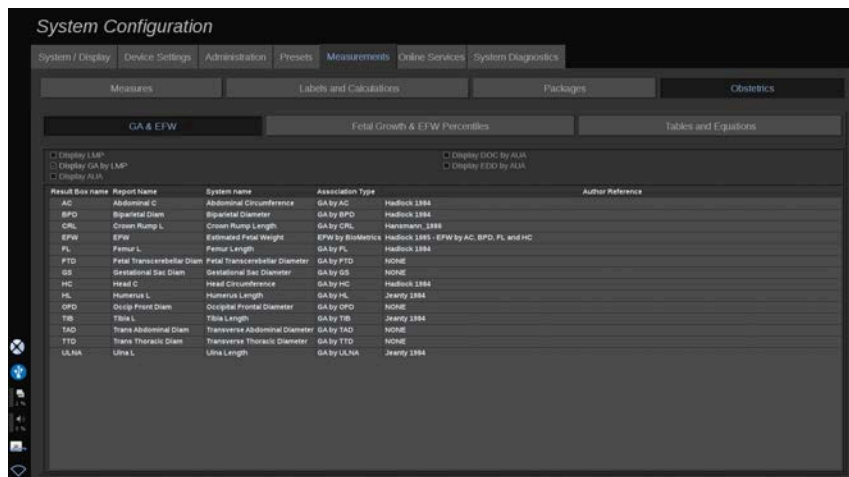 System Configuration
System / Display Device Settings Administration Presets Measurements Online Services System Diagnostics
Measures Labels and Calculations Packages Obstetrics
GA & EFW Fetal Growth & EFW Percentiles Tables and Equations
Display LMP Display DOC by AUA
Display GA by LMP Display EDD by AUA
Display AUA
Result Box name Report Name System name Association Type Author Reference
AC Abdominal C Abdominal Circumference GA by AC Hadlock 1984
BPD Biparietal Diam Biparietal Diameter GA by BPD Hadlock 1984
CRL Crown Rump L Crown Rump Length GA by CRL Hansmann_1986
EFW EFW Estimated Fetal Weight EFW by BioMetrics Hadlock 1985 - EFW by AC, BPD, FL and HC
FL Femur L Femur Length GA by FL Hadlock 1984
FTD Fetal Transcerebellar Diam Fetal Transcerebellar Diameter GA by FTD NONE
GS Gestational Sac Diam Gestational Sac Diameter GA by GS NONE
HC Head C Head Circumference GA by HC Hadlock 1984
HL Humerus L Humerus Length GA by HL Jeanty 1984
OFD Occip Front Diam Occipital Frontal Diameter GA by OFD NONE
TIB Tibia L Tibia Length GA by TIB Jeanty 1984
TAD Trans Abdominal Diam Transverse Abdominal Diameter GA by TAD NONE
TTD Trans Thoracic Diam Transverse Thoracic Diameter GA by TTD NONE
ULNA Ulna L Ulna Length GA by ULNA Jeanty 1984